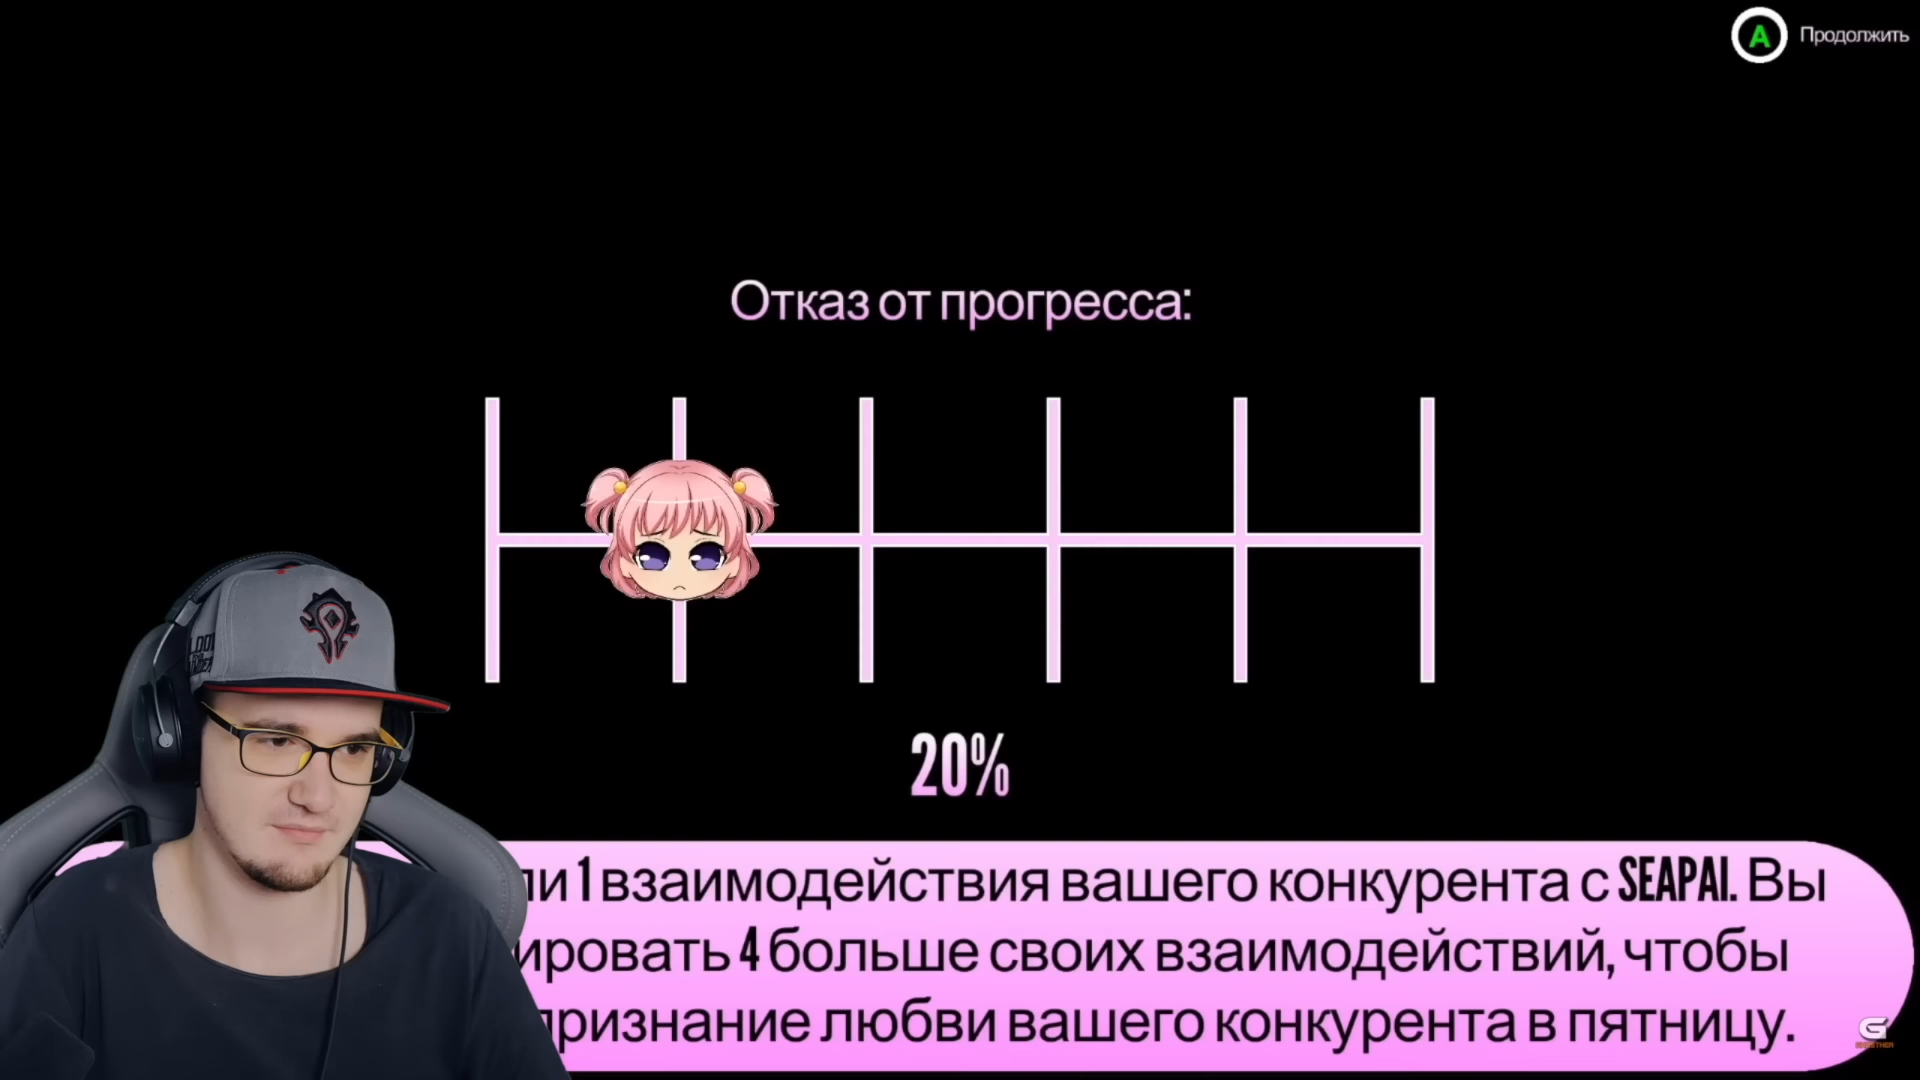 A Продолжить
Отказ от прогресса:
20%
ли 1 взаимодействия вашего конкурента с SEAPAI. Вы
ировать 4 больше своих взаимодействий, чтобы
признание любви вашего конкурента в пятницу.
G